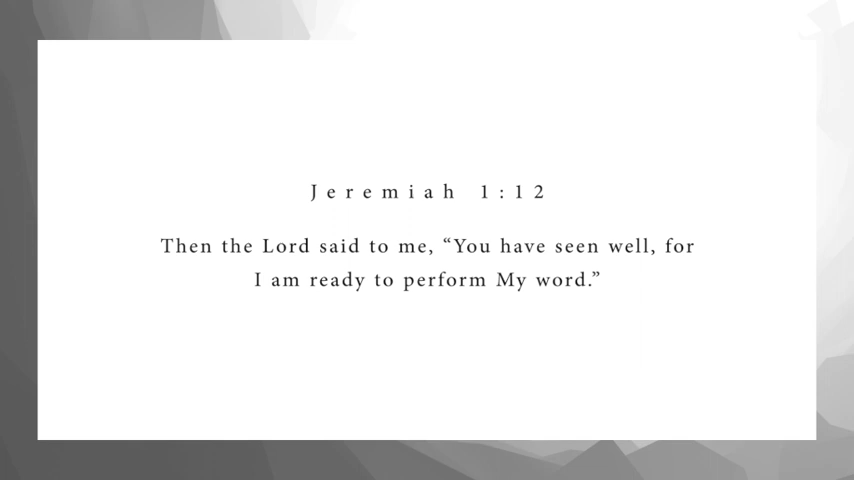 Jeremiah 1:12
Then the Lord said to me, “You have seen well, for
I am ready to perform My word.”